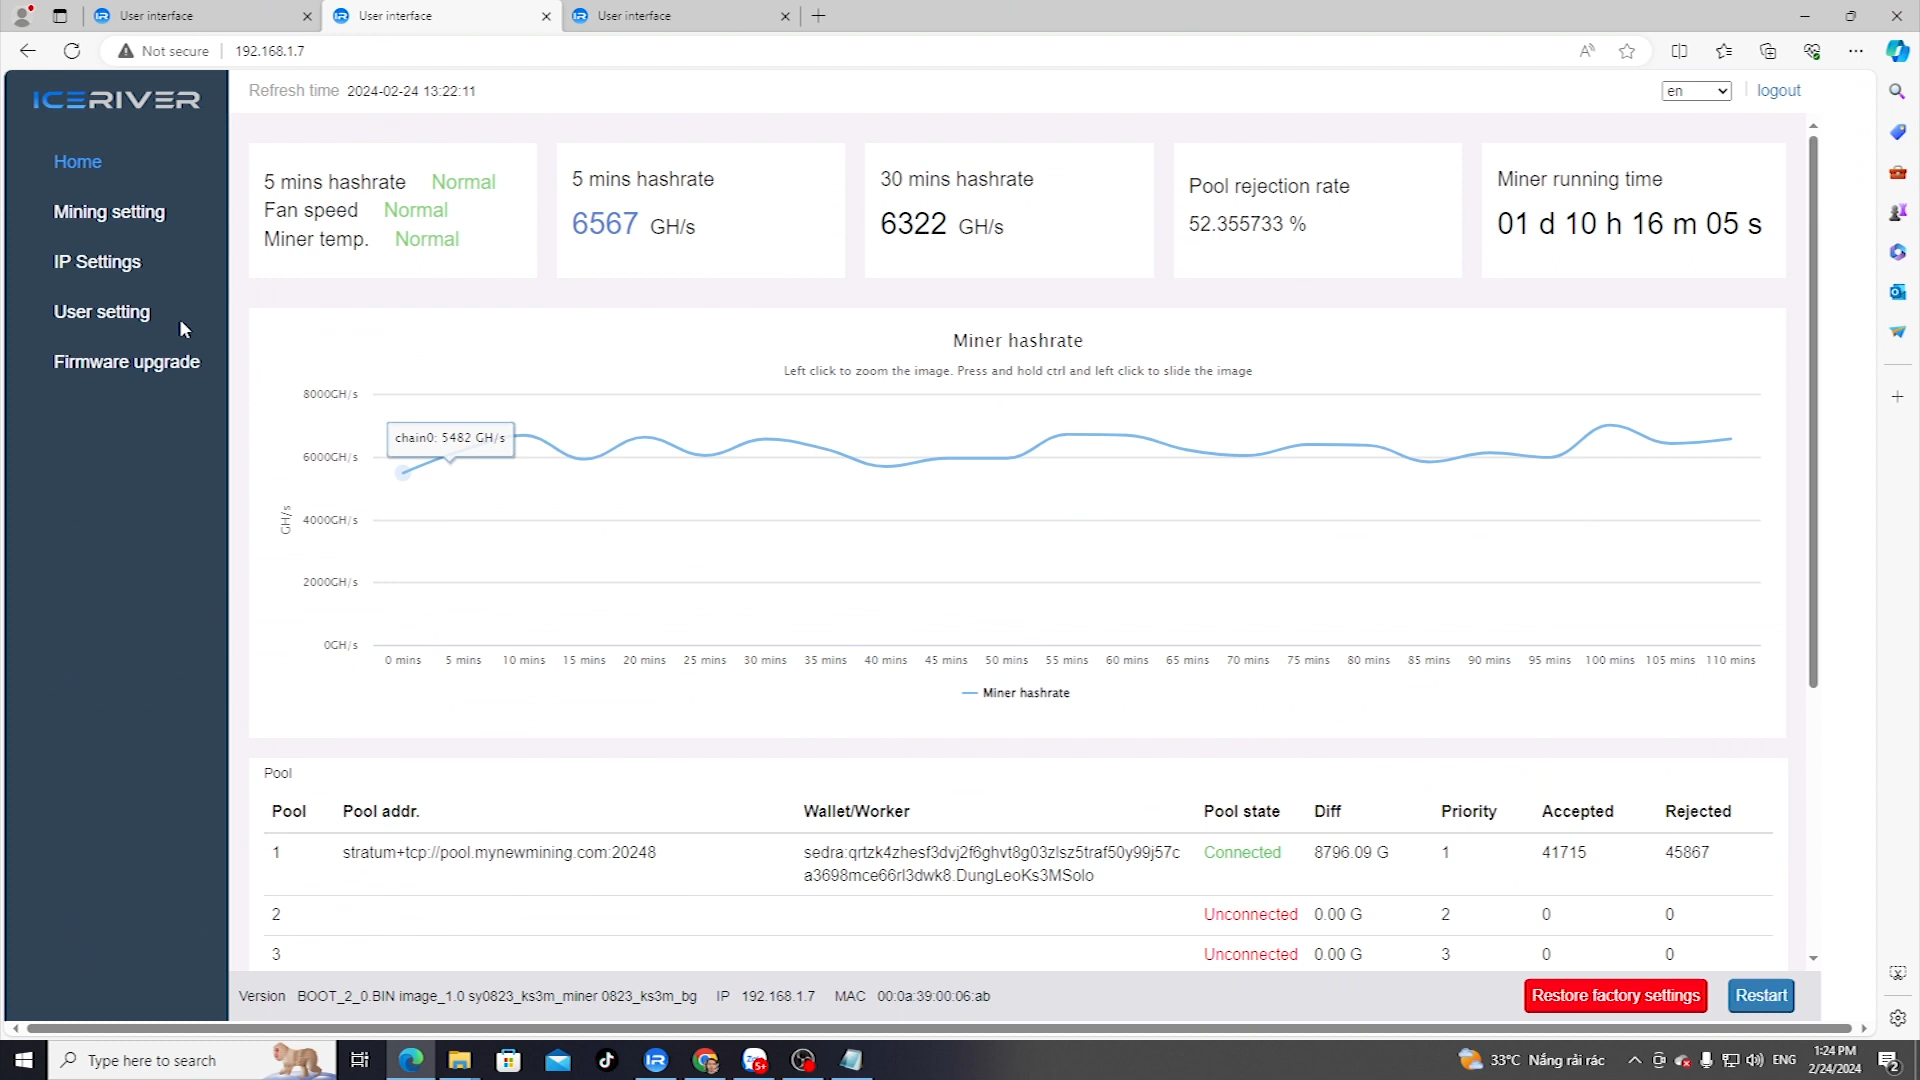 User interface
User interface
User interface
Not secure
192.168.1.7
ICERIVER
Refresh time 2024-02-24 13:22:11
en
logout
Home
Mining setting
IP Settings
User setting
Firmware upgrade
5 mins hashrate Normal
Fan speed Normal
Miner temp. Normal
5 mins hashrate
6567 GH/s
30 mins hashrate
6322 GH/s
Pool rejection rate
52.355733 %
Miner running time
01 d 10 h 16 m 05 s
Miner hashrate
Left click to zoom the image. Press and hold ctrl and left click to slide the image
8000GH/s
chain0: 5482 GH/s
6000GH/s
GH/s
4000GH/s
2000GH/s
0GH/s
0 mins 5 mins 10 mins 15 mins 20 mins 25 mins 30 mins 35 mins 40 mins 45 mins 50 mins 55 mins 60 mins 65 mins 70 mins 75 mins 80 mins 85 mins 90 mins 95 mins 100 mins 105 mins 110 mins
Miner hashrate
Pool
Pool Pool addr. Wallet/Worker Pool state Diff Priority Accepted Rejected
1 stratum+tcp://pool.mynewmining.com:20248 sedra:qrtzk4zhesf3dvj2f6ghvt8g03zlsz5traf50y99j57c Connected 8796.09 G 1 41715 45867
a3698mce66rl3dwk8.DungLeoKs3MSolo
2 Unconnected 0.00 G 2 0 0
3 Unconnected 0.00 G 3 0 0
Version BOOT_2_0.BIN image_1.0 sy0823_ks3m_miner 0823_ks3m_bg IP 192.168.1.7 MAC 00:0a:39:00:06:ab
Restore factory settings
Restart
Type here to search
33°C Nắng rải rác
ENG
1:24 PM
2/24/2024
2